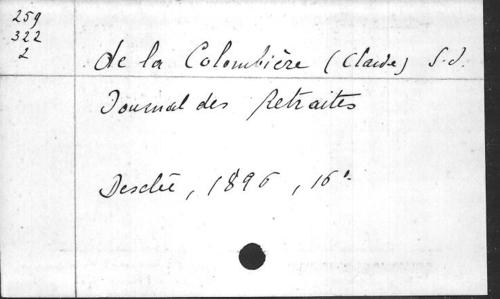 259
322
2
de la Colombière (Claude) S.J.
Journal des Retraites
Desclée, 1896, 16°